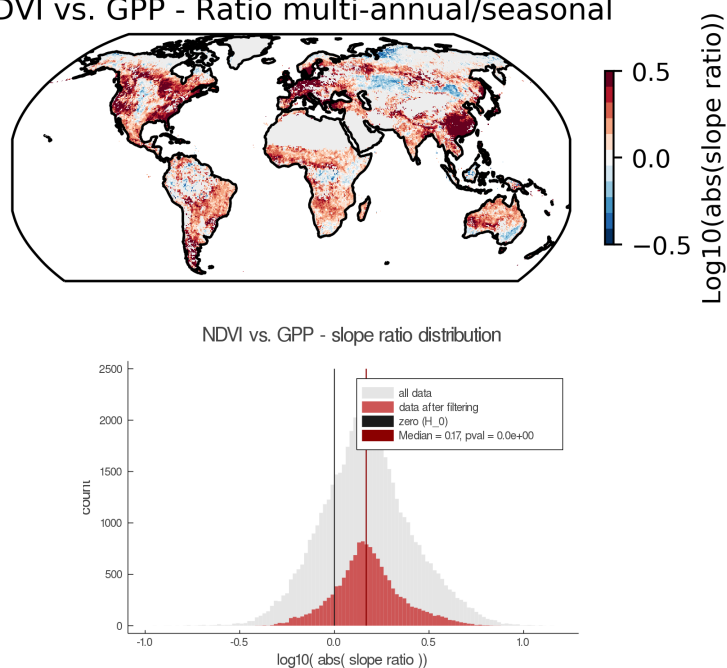 DVI vs. GPP - Ratio multi-annual/seasonal
0.5
0.0
−0.5
Log10(abs(slope ratio))
NDVI vs. GPP - slope ratio distribution
2500
2000
1500
1000
500
0
count
all data
data after filtering
zero (H_0)
Median = 0.17, pval = 0.0e+00
-1.0 -0.5 0.0 0.5 1.0
log10( abs( slope ratio ))